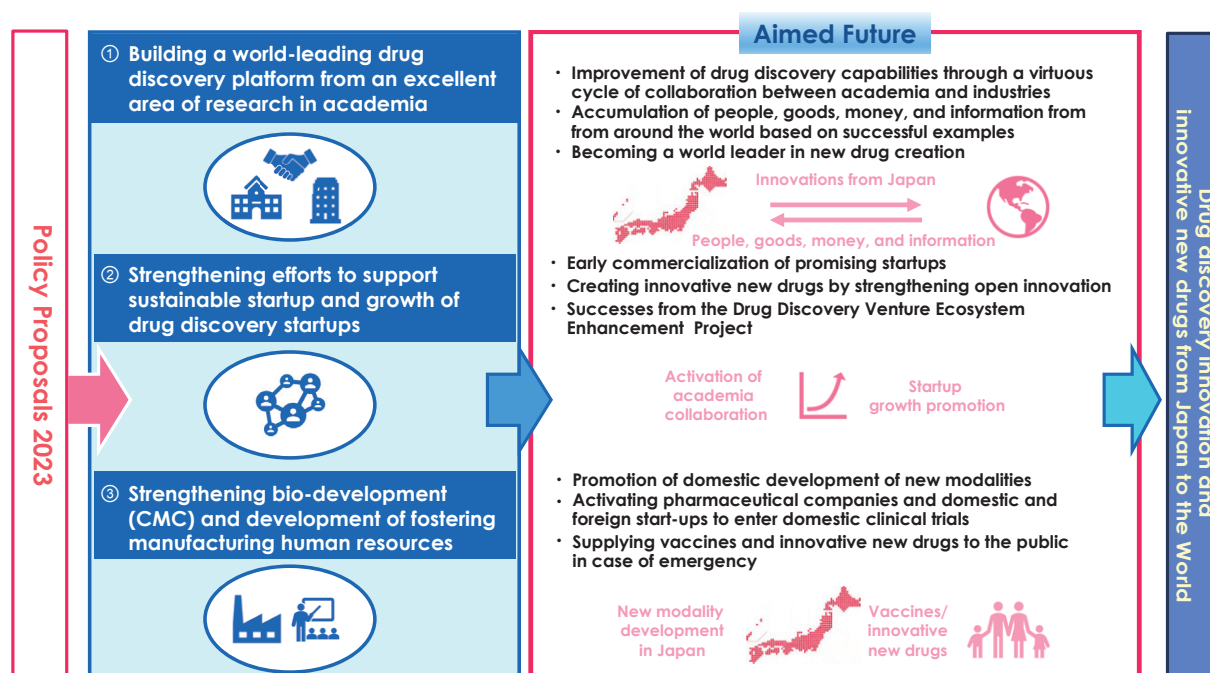 Policy Proposals 2023
① Building a world-leading drug
discovery platform from an excellent
area of research in academia
② Strengthening efforts to support
sustainable startup and growth of
drug discovery startups
③ Strengthening bio-development
(CMC) and development of fostering
manufacturing human resources
Aimed Future
・ Improvement of drug discovery capabilities through a virtuous
cycle of collaboration between academia and industries
・ Accumulation of people, goods, money, and information from
from around the world based on successful examples
・ Becoming a world leader in new drug creation
Innovations from Japan
People, goods, money, and information
・ Early commercialization of promising startups
・ Creating innovative new drugs by strengthening open innovation
・ Successes from the Drug Discovery Venture Ecosystem
Enhancement Project
Activation of
academia
collaboration
Startup
growth promotion
・ Promotion of domestic development of new modalities
・ Activating pharmaceutical companies and domestic and
foreign start-ups to enter domestic clinical trials
・ Supplying vaccines and innovative new drugs to the public
in case of emergency
New modality
development
in Japan
Vaccines/
innovative
new drugs
Drug discovery innovation and
innovative new drugs from Japan to the World